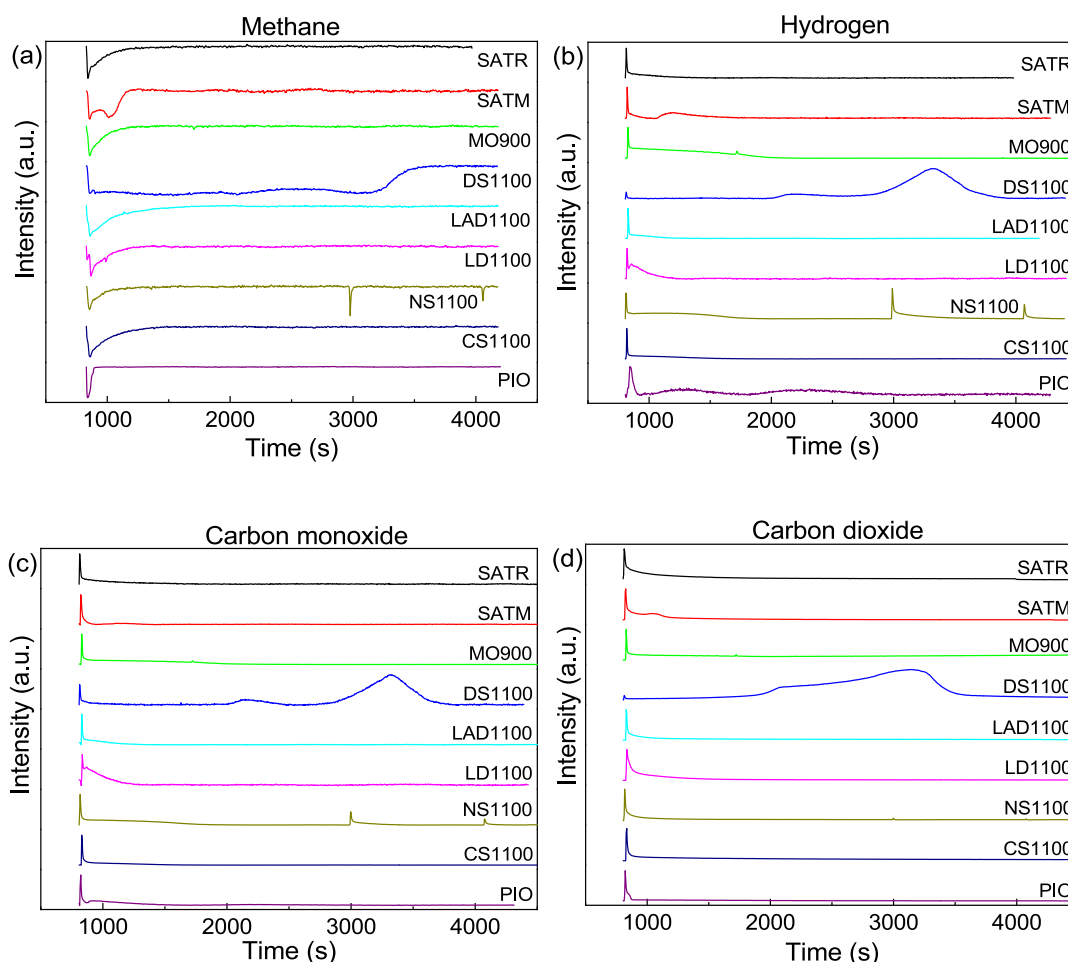 Methane
(a)
SATR
SATM
MO900
DS1100
LAD1100
LD1100
NS1100
CS1100
PIO
Intensity (a.u.)
1000 2000 3000 4000
Time (s)
Hydrogen
(b)
SATR
SATM
MO900
DS1100
LAD1100
LD1100
NS1100
CS1100
PIO
Intensity (a.u.)
1000 2000 3000 4000
Time (s)
Carbon monoxide
(c)
SATR
SATM
MO900
DS1100
LAD1100
LD1100
NS1100
CS1100
PIO
Intensity (a.u.)
1000 2000 3000 4000
Time (s)
Carbon dioxide
(d)
SATR
SATM
MO900
DS1100
LAD1100
LD1100
NS1100
CS1100
PIO
Intensity (a.u.)
1000 2000 3000 4000
Time (s)